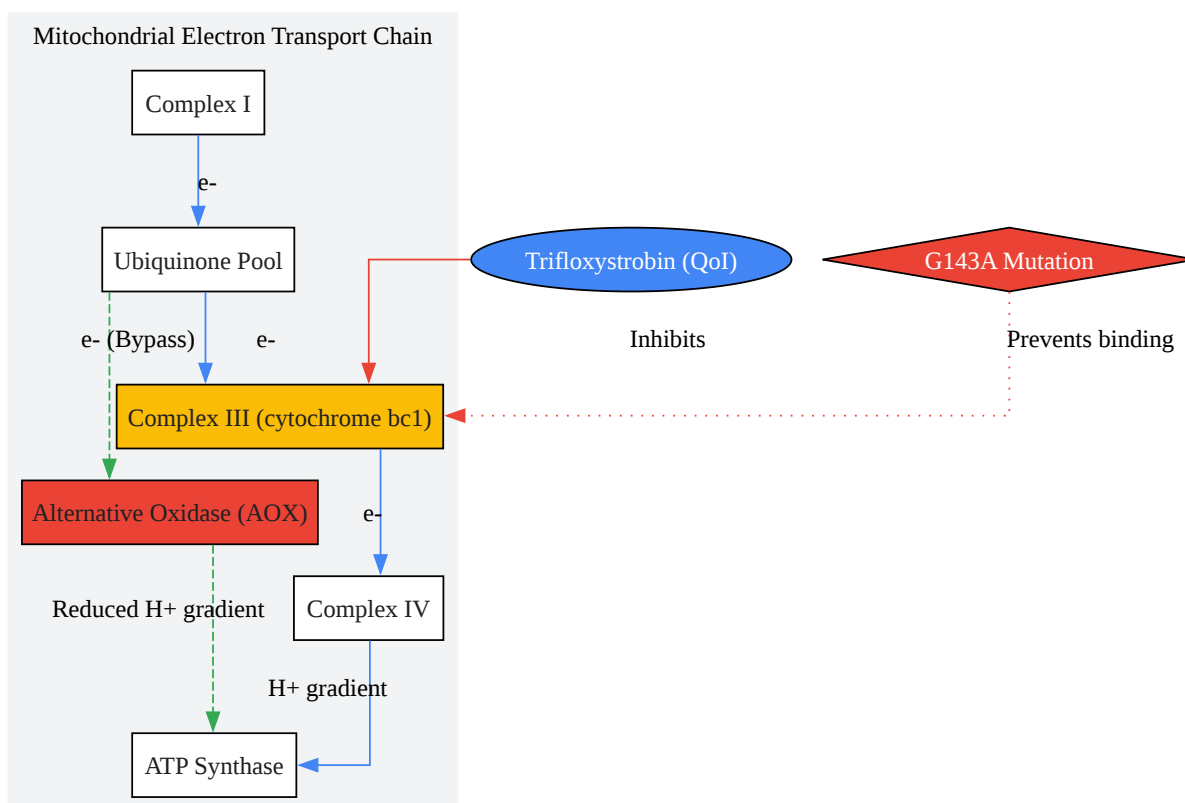 Mitochondrial Electron Transport Chain
Complex I
e-
Ubiquinone Pool
Trifloxystrobin (QoI)
G143A Mutation
e- (Bypass)
e-
Inhibits
Prevents binding
Complex III (cytochrome bc1)
Alternative Oxidase (AOX)
e-
Reduced H+ gradient
Complex IV
H+ gradient
ATP Synthase